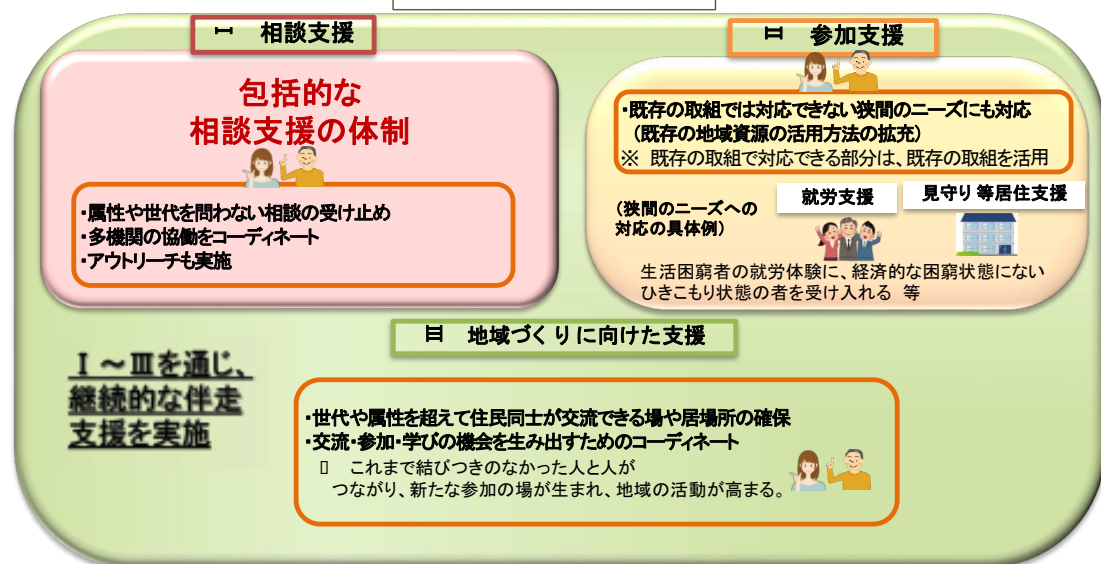 Ⅰ 相談支援
包括的な
相談支援の体制
・属性や世代を問わない相談の受け止め
・多機関の協働をコーディネート
・アウトリーチも実施
Ⅱ 参加支援
・既存の取組では対応できない狭間のニーズにも対応
（既存の地域資源の活用方法の拡充）
※ 既存の取組で対応できる部分は、既存の取組を活用
（狭間のニーズへの
対応の具体例）
就労支援
見守り等居住支援
生活困窮者の就労体験に、経済的な困窮状態にない
ひきこもり状態の者を受け入れる 等
Ⅲ 地域づくりに向けた支援
Ⅰ～Ⅲを通じ、
継続的な伴走
支援を実施
・世代や属性を超えて住民同士が交流できる場や居場所の確保
・交流・参加・学びの機会を生み出すためのコーディネート
▯ これまで結びつきのなかった人と人が
つながり、新たな参加の場が生まれ、地域の活動が高まる。